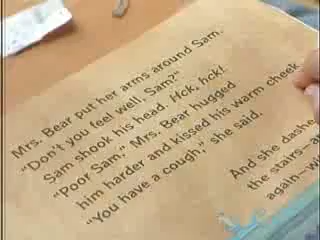 Mrs. Bear put her arms around Sam.
"Don't you feel well, Sam?"
Sam shook his head. Hck, hck!
"Poor Sam," Mrs. Bear hugged
him harder and kissed his warm cheek
"You have a cough," she said.
And she dashe
the stairs—a
again—wi